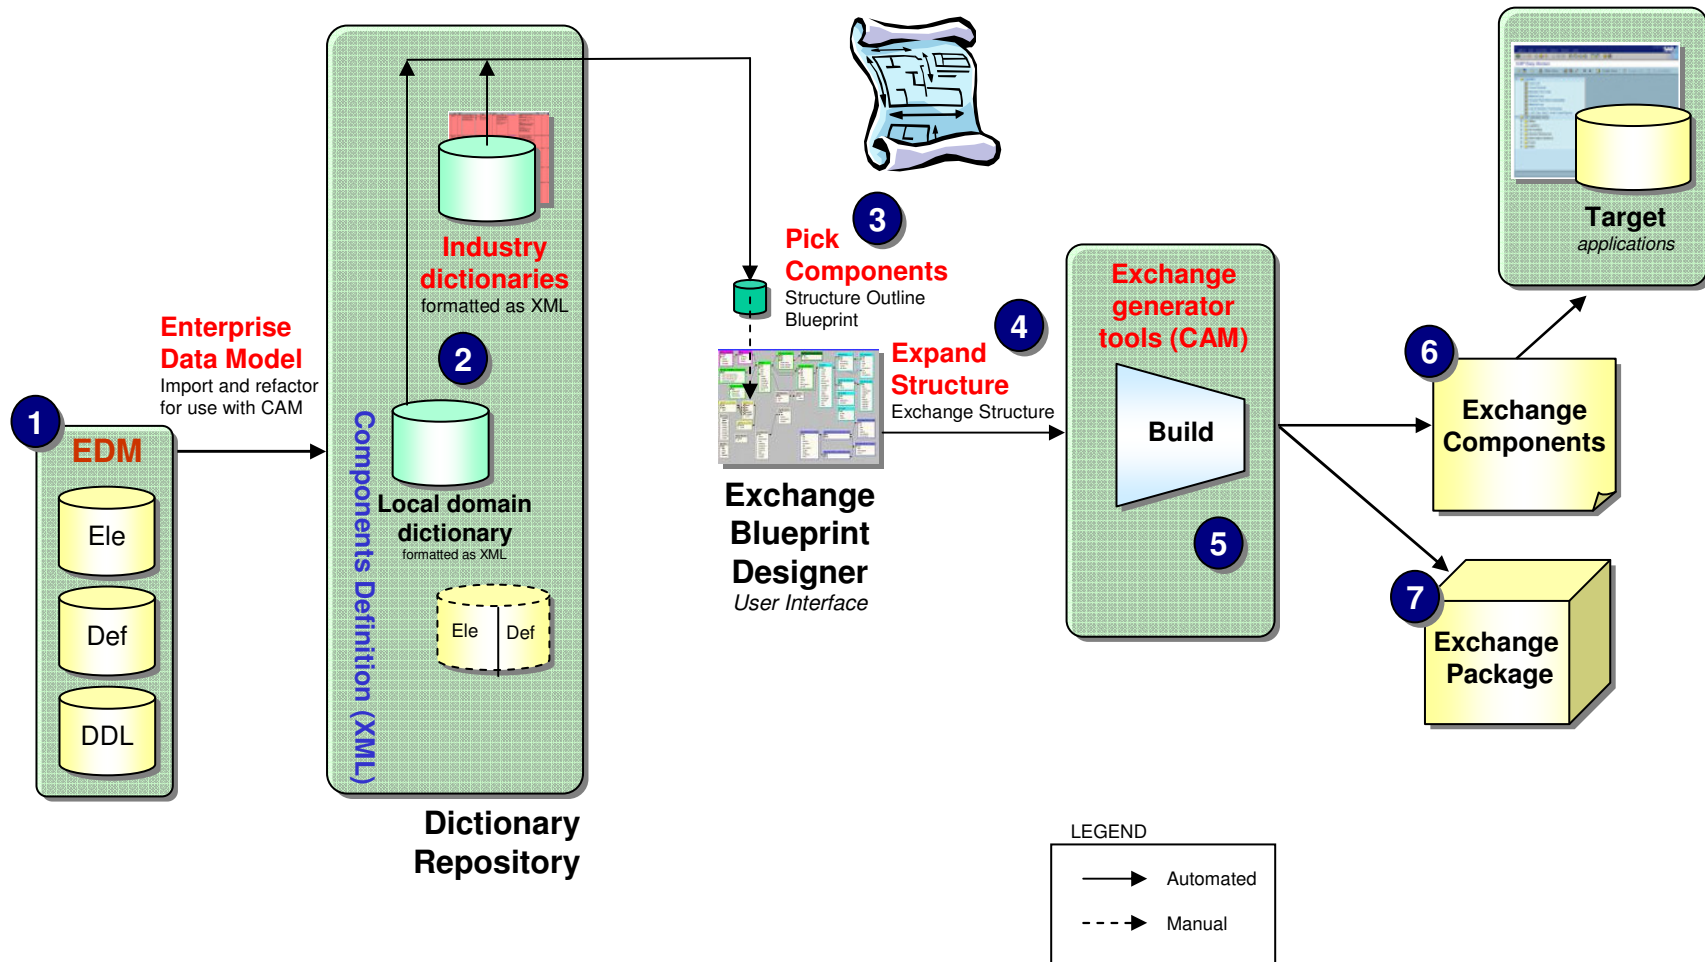 1
EDM
Ele
Def
DDL
Enterprise
Data Model
Import and refactor
for use with CAM
Components Definition (XML)
Industry
dictionaries
formatted as XML
2
Local domain
dictionary
formatted as XML
Ele
Def
Dictionary
Repository
3
Pick
Components
Structure Outline
Blueprint
4
Expand
Structure
Exchange Structure
Exchange
Blueprint
Designer
User Interface
Exchange
generator
tools (CAM)
Build
5
6
Exchange
Components
7
Exchange
Package
Target
applications
LEGEND
Automated
Manual